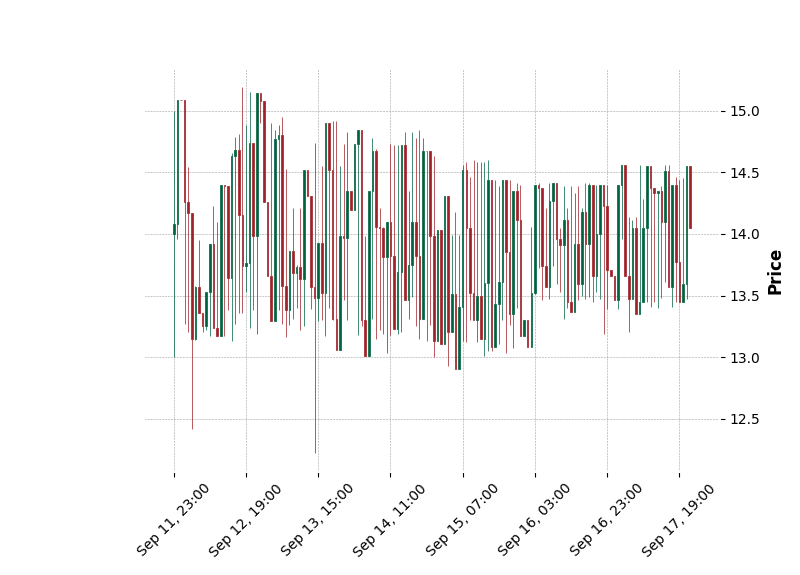 15.0
14.5
14.0
13.5
13.0
12.5
Price
Sep 11, 23:00
Sep 12, 19:00
Sep 13, 15:00
Sep 14, 11:00
Sep 15, 07:00
Sep 16, 03:00
Sep 16, 23:00
Sep 17, 19:00